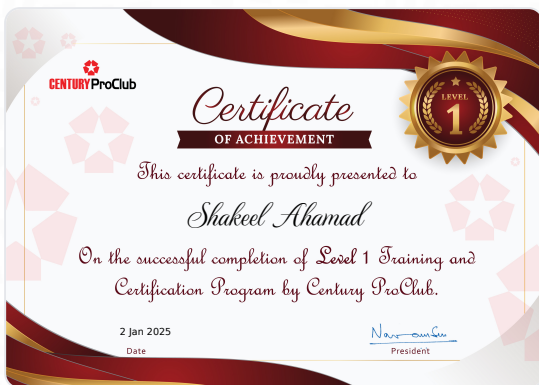 CENTURY ProClub
Certificate
OF ACHIEVEMENT
LEVEL
1
This certificate is proudly presented to
Shakeel Ahamad
On the successful completion of Level 1 Training and
Certification Program by Century ProClub.
2 Jan 2025
Date
President